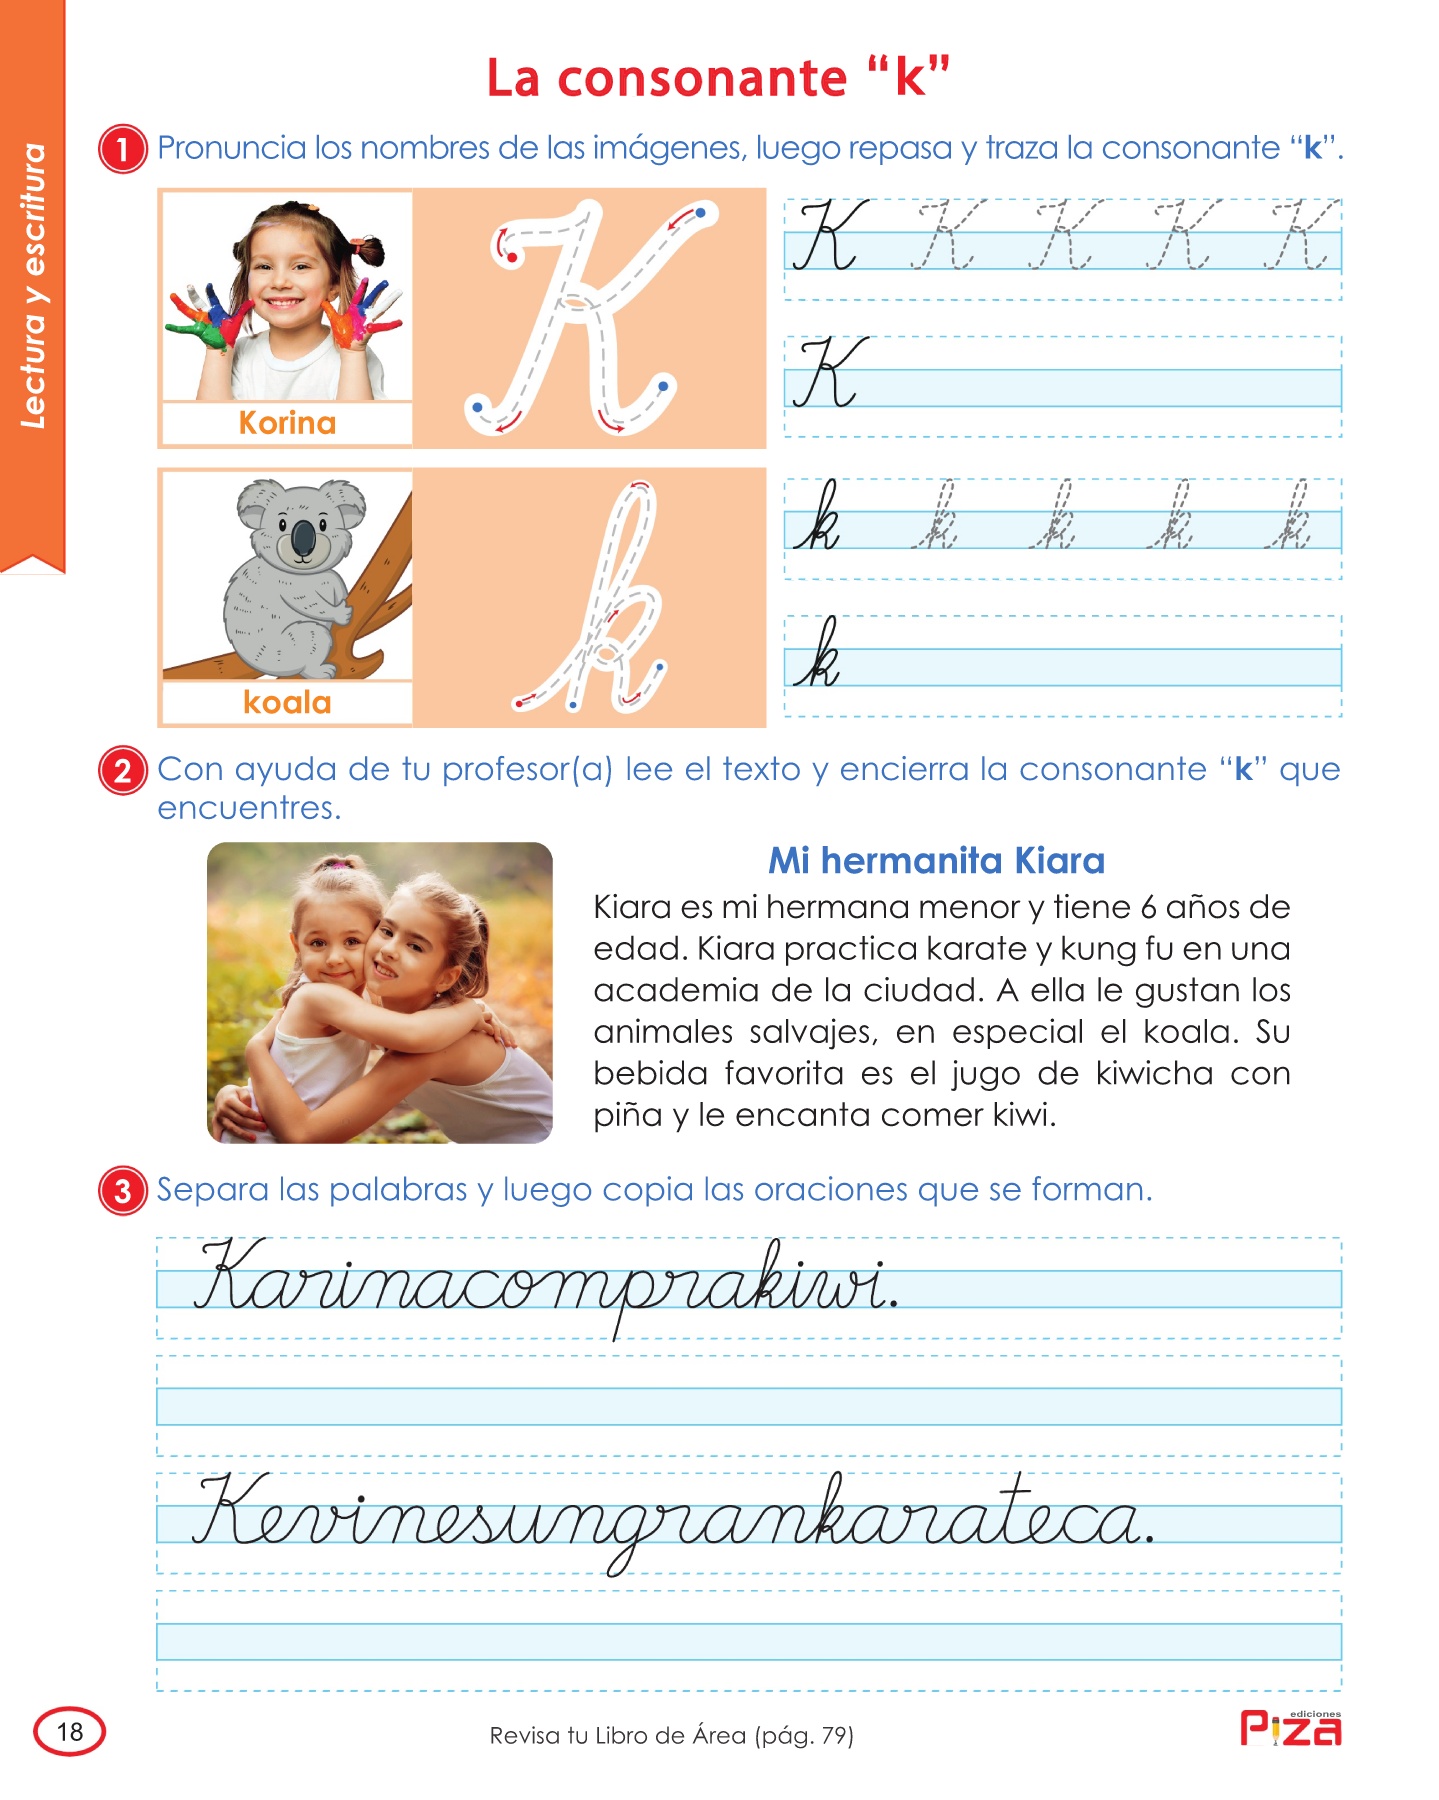 Lectura y escritura
La consonante “k”
1 Pronuncia los nombres de las imágenes, luego repasa y traza la consonante “k”.
Korina
K
K K K K K
K
koala
k
k k k k k
k
2 Con ayuda de tu profesor(a) lee el texto y encierra la consonante “k” que
encuentres.
Mi hermanita Kiara
Kiara es mi hermana menor y tiene 6 años de
edad. Kiara practica karate y kung fu en una
academia de la ciudad. A ella le gustan los
animales salvajes, en especial el koala. Su
bebida favorita es el jugo de kiwicha con
piña y le encanta comer kiwi.
3 Separa las palabras y luego copia las oraciones que se forman.
Karinacomprakiwi.
Kevinesungrankarateca.
18
Revisa tu Libro de Área (pág. 79)
ediciones
Piza